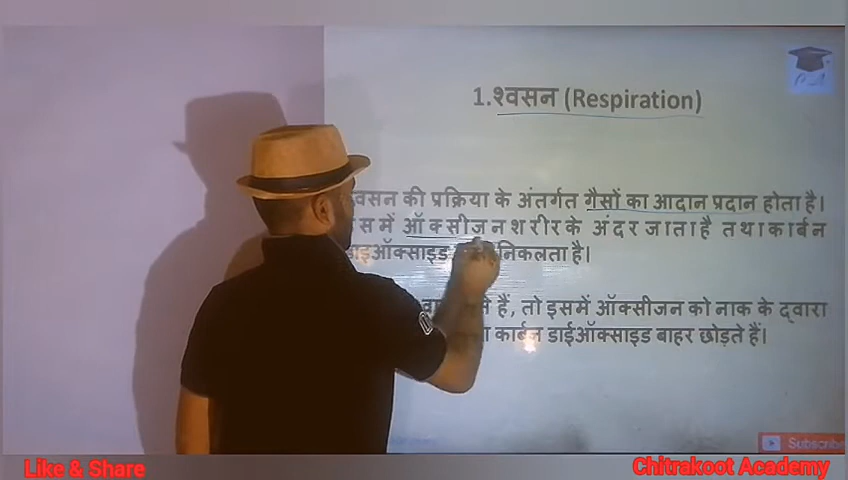 1.श्वसन (Respiration)
वसन की प्रक्रिया के अंतर्गत गैसों का आदान प्रदान होता है।
में ऑक्सीजन शरीर के अंदर जाता है तथा कार्बन
डाइऑक्साइड निकलता है।
हैं, तो इसमें ऑक्सीजन को नाक के द्वारा
कार्बन डाईऑक्साइड बाहर छोड़ते हैं।
Subscribe
Like & Share
Chitrakoot Academy